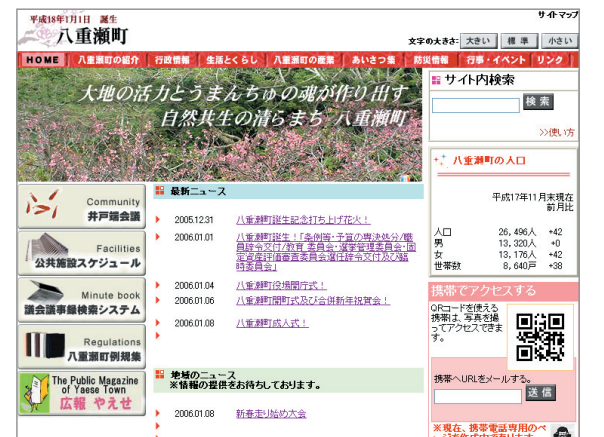 サイトマップ
平成18年1月1日 誕生
八重瀬町
文字の大きさ: 大きい 標準 小さい
HOME 八重瀬町の紹介 行政情報 生活とくらし 八重瀬町の産業 あいさつ集 防災情報 行事・イベント リンク
大地の活力とうまんちゅの魂が作り出す
自然共生の清らまち 八重瀬町
サイト内検索
検索
>>使い方
八重瀬町の人口
平成17年11月末現在
前月比
人口 26,496人 +42
男 13,320人 +0
女 13,176人 +42
世帯数 8,640戸 +38
携帯でアクセスする
QRコードを使える
携帯は、写真を撮
ってアクセスできま
す。
携帯へURLをメールする。
送信
※現在、携帯電話専用のペ
Community
井戸端会議
Facilities
公共施設スケジュール
Minute book
議会議事録検索システム
Regulations
八重瀬町例規集
The Public Magazine
of Yaese Town
広報 やえせ
最新ニュース
2005.12.31 八重瀬町誕生記念打ち上げ花火！
2006.01.01 八重瀬町誕生！「条例等・予算の専決処分/職
員辞令交付/教育 委員会・選挙管理委員会・固
定資産評価審査委員会選任辞令交付及び臨
時委員会」
2006.01.04 八重瀬町役場開庁式！
2006.01.06 八重瀬町開町式及び合併新年祝賀会！
2006.01.08 八重瀬町成人式！
地域のニュース
※情報の提供をお待ちしております。
2006.01.08 新春走り始め大会